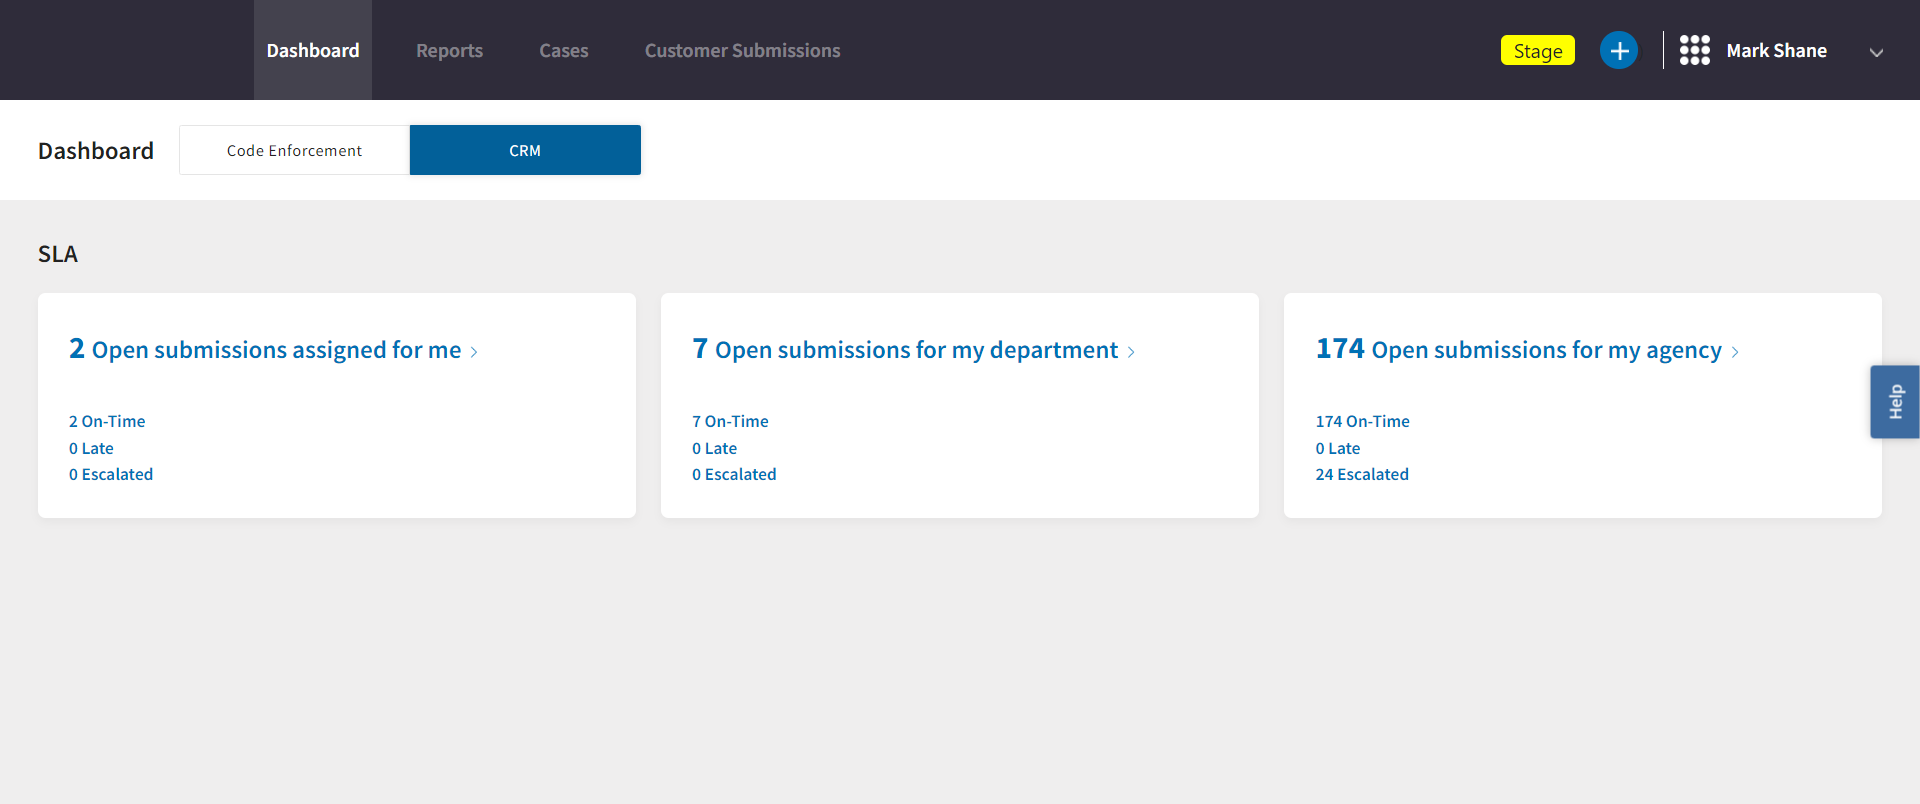 Dashboard Reports Cases Customer Submissions Stage Mark Shane
Dashboard Code Enforcement CRM
SLA
2 Open submissions assigned for me
2 On-Time
0 Late
0 Escalated
7 Open submissions for my department
7 On-Time
0 Late
0 Escalated
174 Open submissions for my agency
174 On-Time
0 Late
24 Escalated
Help